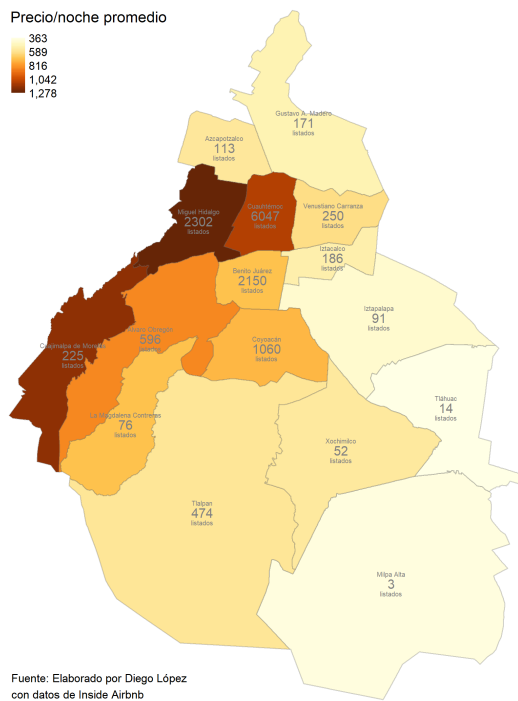 Precio/noche promedio
363
589
816
1,042
1,278
Gustavo A. Madero
171
listados
Azcapotzalco
113
listados
Miguel Hidalgo
2302
listados
Cuauhtémoc
6047
listados
Venustiano Carranza
250
listados
Iztacalco
186
listados
Benito Juárez
2150
listados
Iztapalapa
91
listados
Álvaro Obregón
596
listados
Cuajimalpa de Morelos
225
listados
Coyoacán
1060
listados
Tláhuac
14
listados
La Magdalena Contreras
76
listados
Xochimilco
52
listados
Tlalpan
474
listados
Milpa Alta
3
listados
Fuente: Elaborado por Diego López
con datos de Inside Airbnb